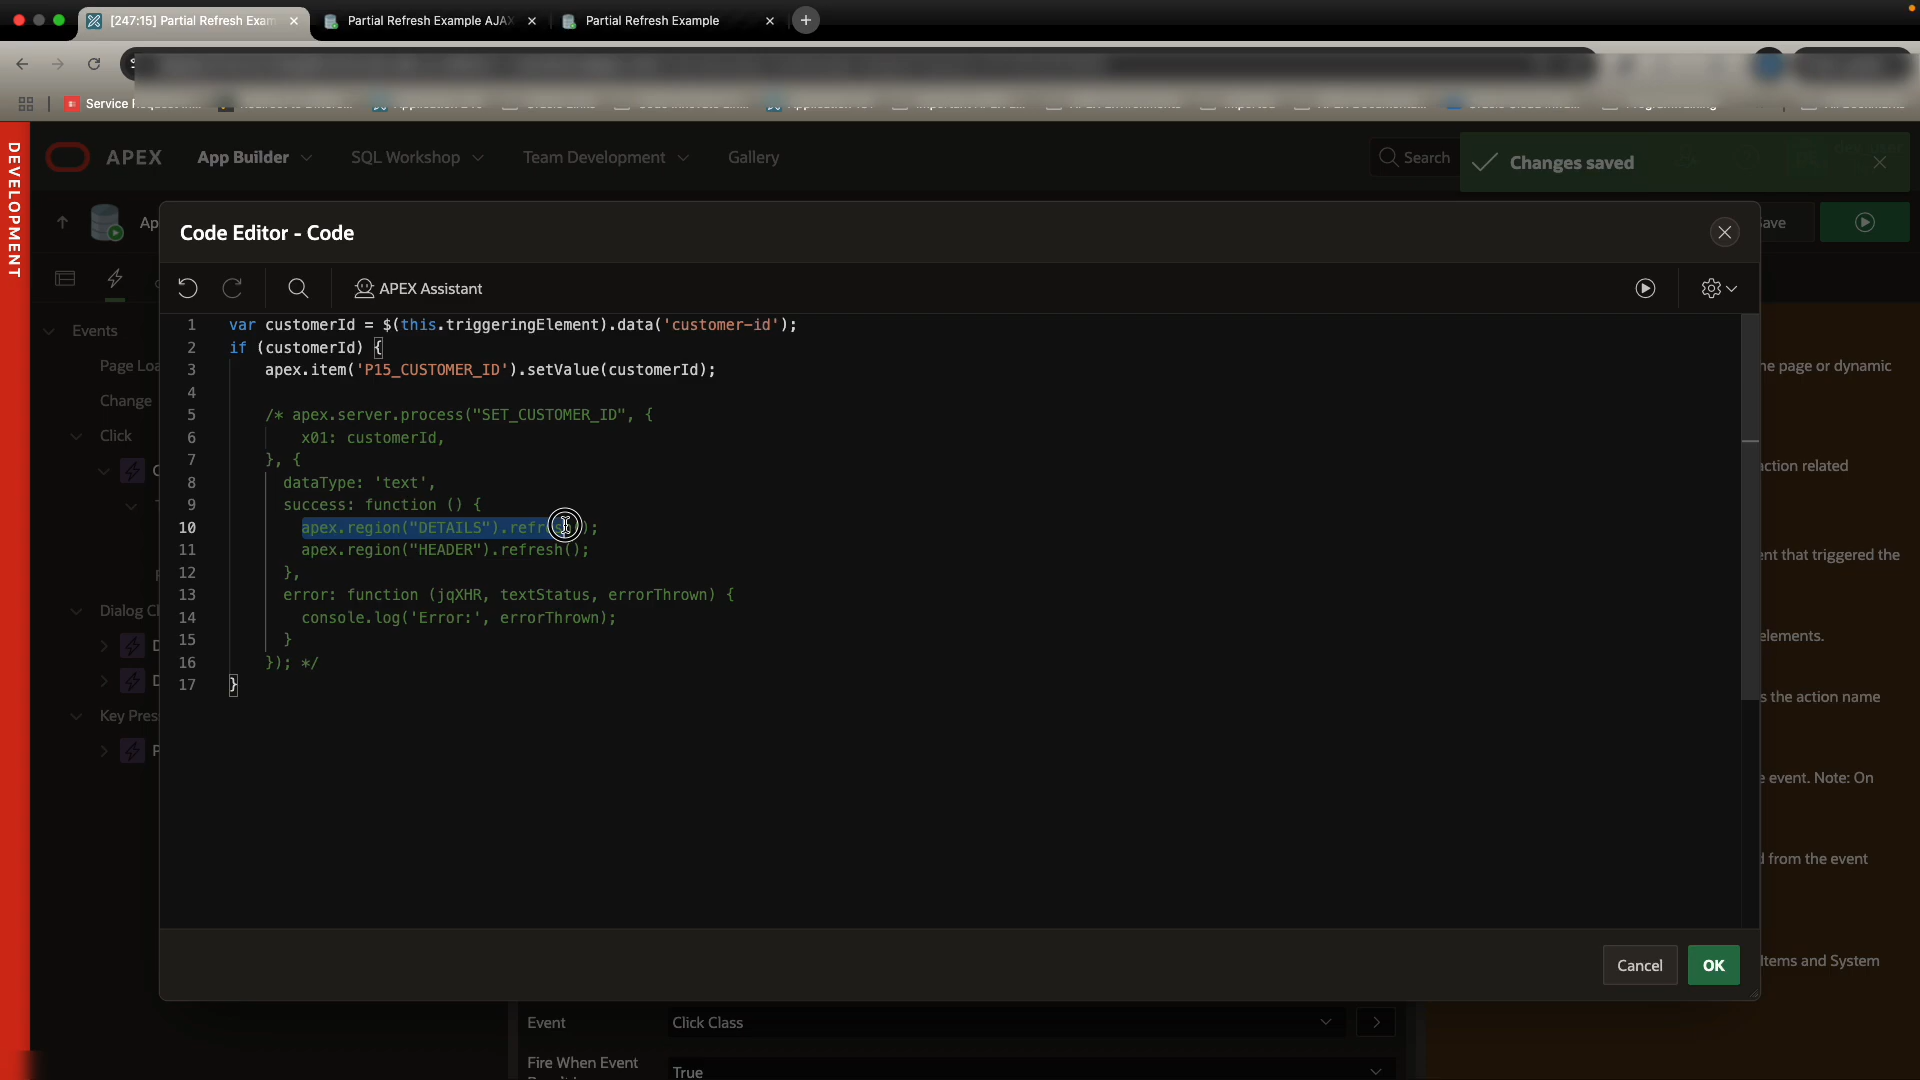 [247:15] Partial Refresh Exam
Partial Refresh Example AJAX
Partial Refresh Example
Service
DEVELOPMENT
APEX
App Builder
SQL Workshop
Team Development
Gallery
Search
Changes saved
Ap
ave
Code Editor - Code
APEX Assistant
Events
Page Loa
Change
Click
Dialog Cl
Key Pres
1 var customerId = $(this.triggeringElement).data('customer-id');
2 if (customerId) {
3 apex.item('P15_CUSTOMER_ID').setValue(customerId);
4
5 /* apex.server.process("SET_CUSTOMER_ID", {
6 x01: customerId,
7 }, {
8 dataType: 'text',
9 success: function () {
10 apex.region("DETAILS").refresh();
11 apex.region("HEADER").refresh();
12 },
13 error: function (jqXHR, textStatus, errorThrown) {
14 console.log('Error:', errorThrown);
15 }
16 }); */
17 }
e page or dynamic
ction related
nt that triggered the
elements.
s the action name
e event. Note: On
from the event
Items and System
Cancel
OK
Event
Click Class
Fire When Event
True